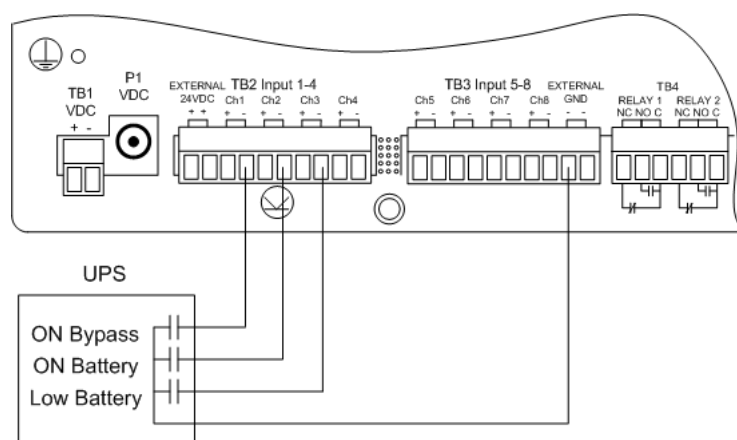 P1
VDC
TB1
VDC
+ -
EXTERNAL
24VDC
+ +
TB2 Input 1-4
Ch1 Ch2 Ch3 Ch4
+ - + - + - + -
TB3 Input 5-8
Ch5 Ch6 Ch7 Ch8
+ - + - + - + -
EXTERNAL
GND
- -
TB4
RELAY 1 RELAY 2
NC NO C NC NO C
UPS
ON Bypass
ON Battery
Low Battery